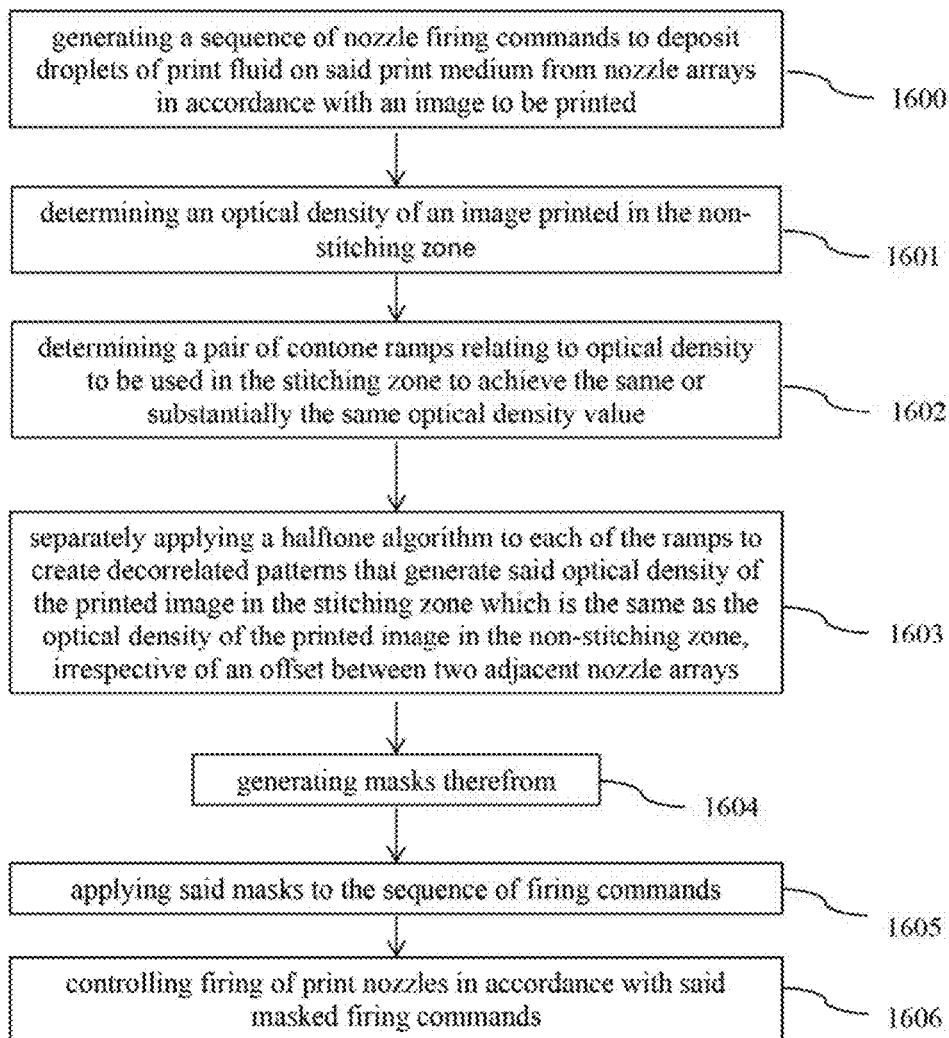 generating a sequence of nozzle firing commands to deposit
droplets of print fluid on said print medium from nozzle arrays
in accordance with an image to be printed
1600
determining an optical density of an image printed in the non-
stitching zone
1601
determining a pair of contone ramps relating to optical density
to be used in the stitching zone to achieve the same or
substantially the same optical density value
1602
separately applying a halftone algorithm to each of the ramps to
create decorrelated patterns that generate said optical density of
the printed image in the stitching zone which is the same as the
optical density of the printed image in the non-stitching zone,
irrespective of an offset between two adjacent nozzle arrays
1603
generating masks therefrom
1604
applying said masks to the sequence of firing commands
1605
controlling firing of print nozzles in accordance with said
masked firing commands
1606